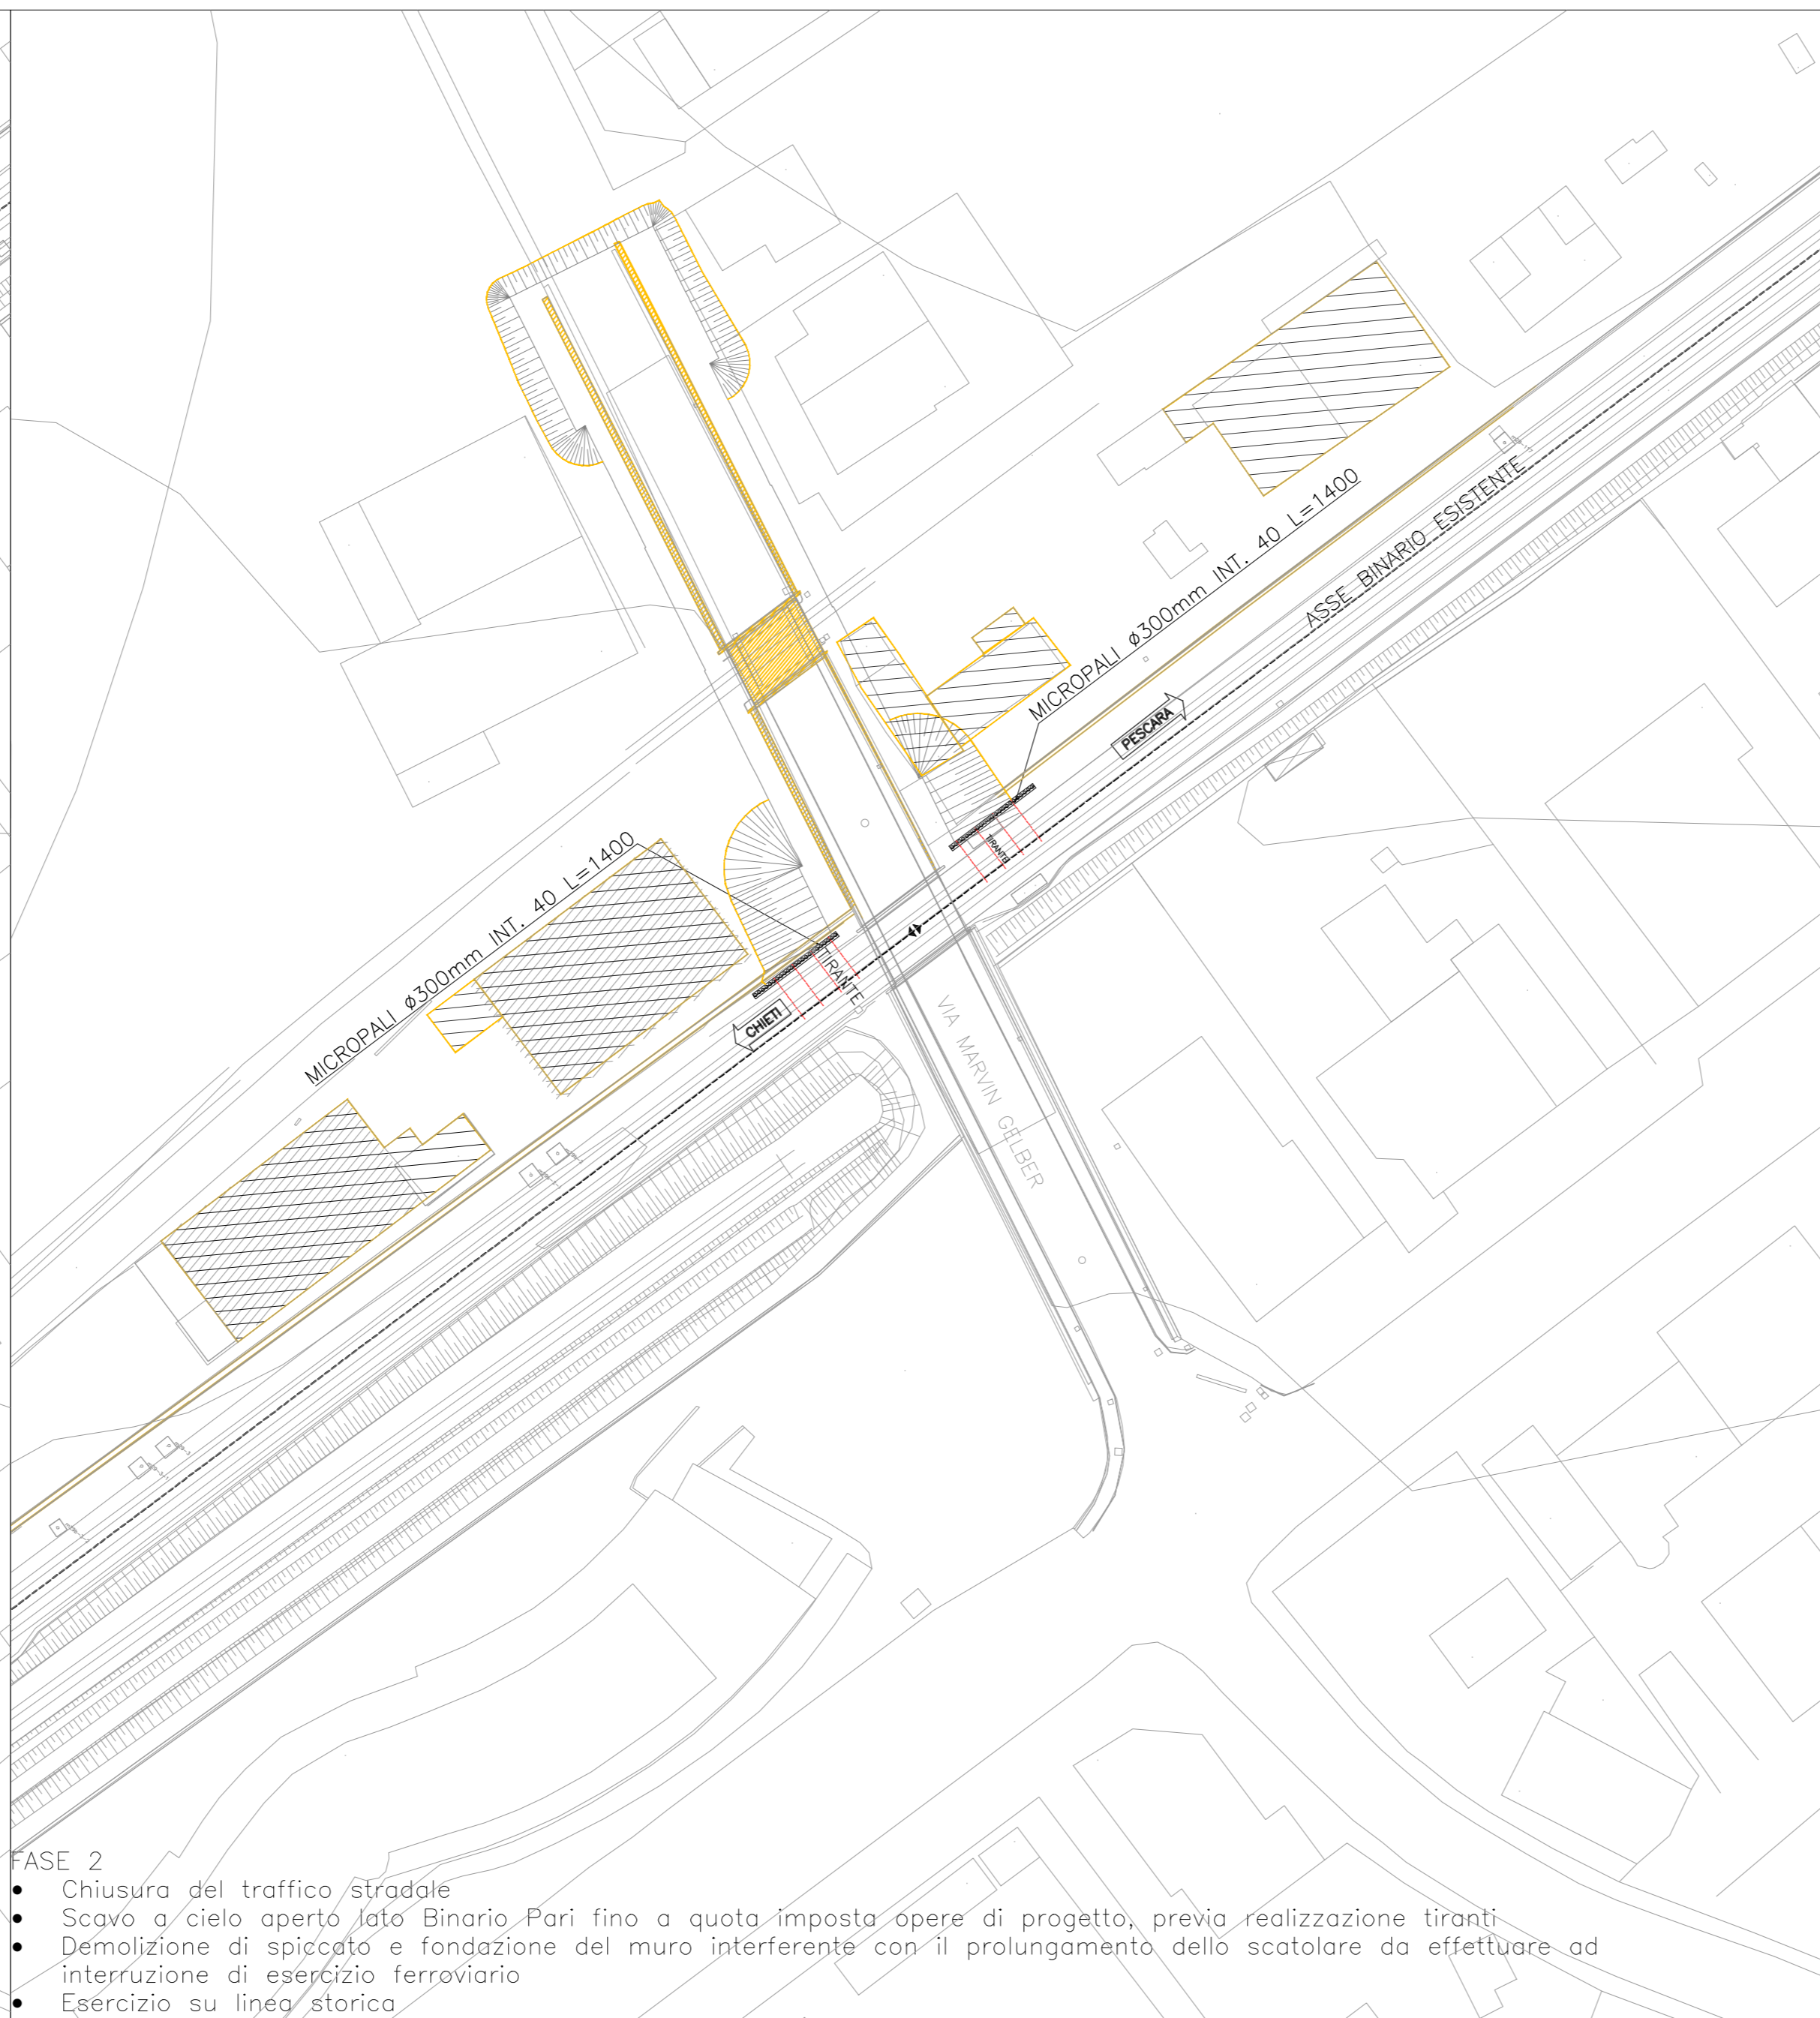 MICROPALI ø300mm INT. 40 L=1400
ASSE BINARIO ESISTENTE
PESCARA
TIRANTE
MICROPALI ø300mm INT. 40 L=1400
TIRANTE
CHIETI
VIA MARVIN GELBER
FASE 2
• Chiusura del traffico stradale
• Scavo a cielo aperto lato Binario Pari fino a quota imposta opere di progetto, previa realizzazione tiranti
• Demolizione di spiccato e fondazione del muro interferente con il prolungamento dello scatolare da effettuare ad
interruzione di esercizio ferroviario
• Esercizio su linea storica